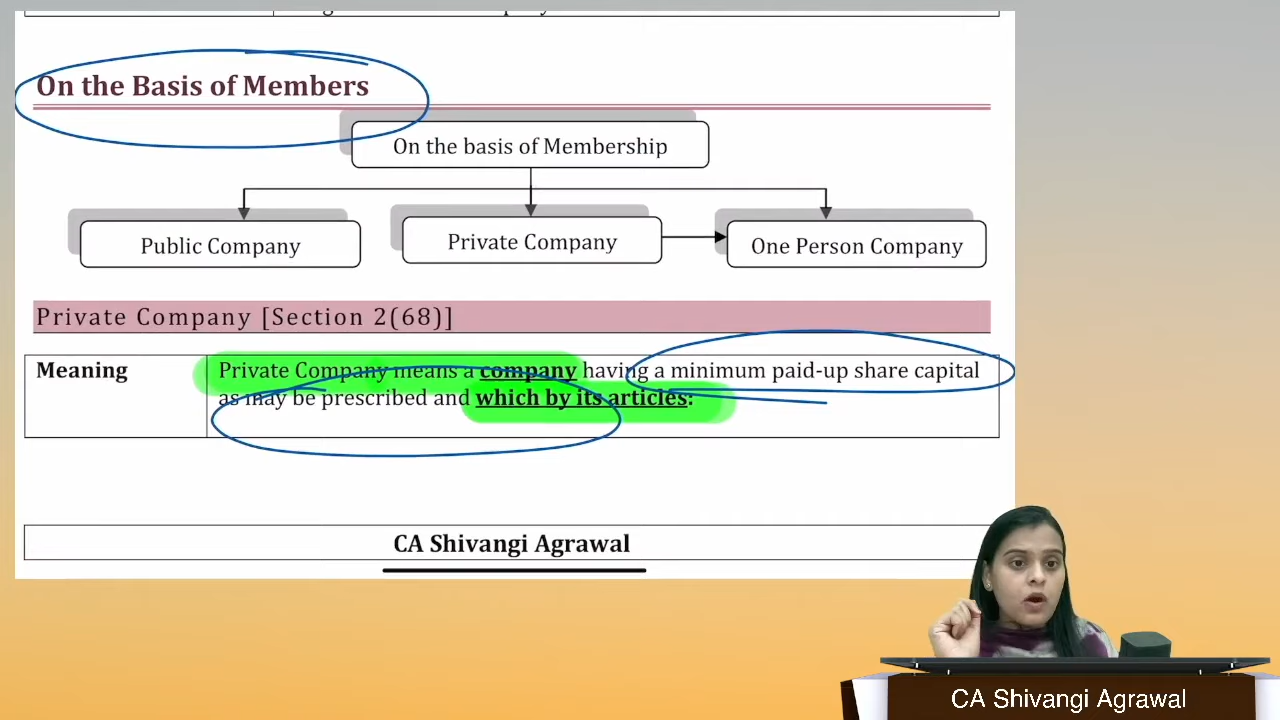 On the Basis of Members
On the basis of Membership
Public Company
Private Company
One Person Company
Private Company [Section 2(68)]
Meaning
Private Company means a company having a minimum paid-up share capital
as may be prescribed and which by its articles:
CA Shivangi Agrawal
CA Shivangi Agrawal